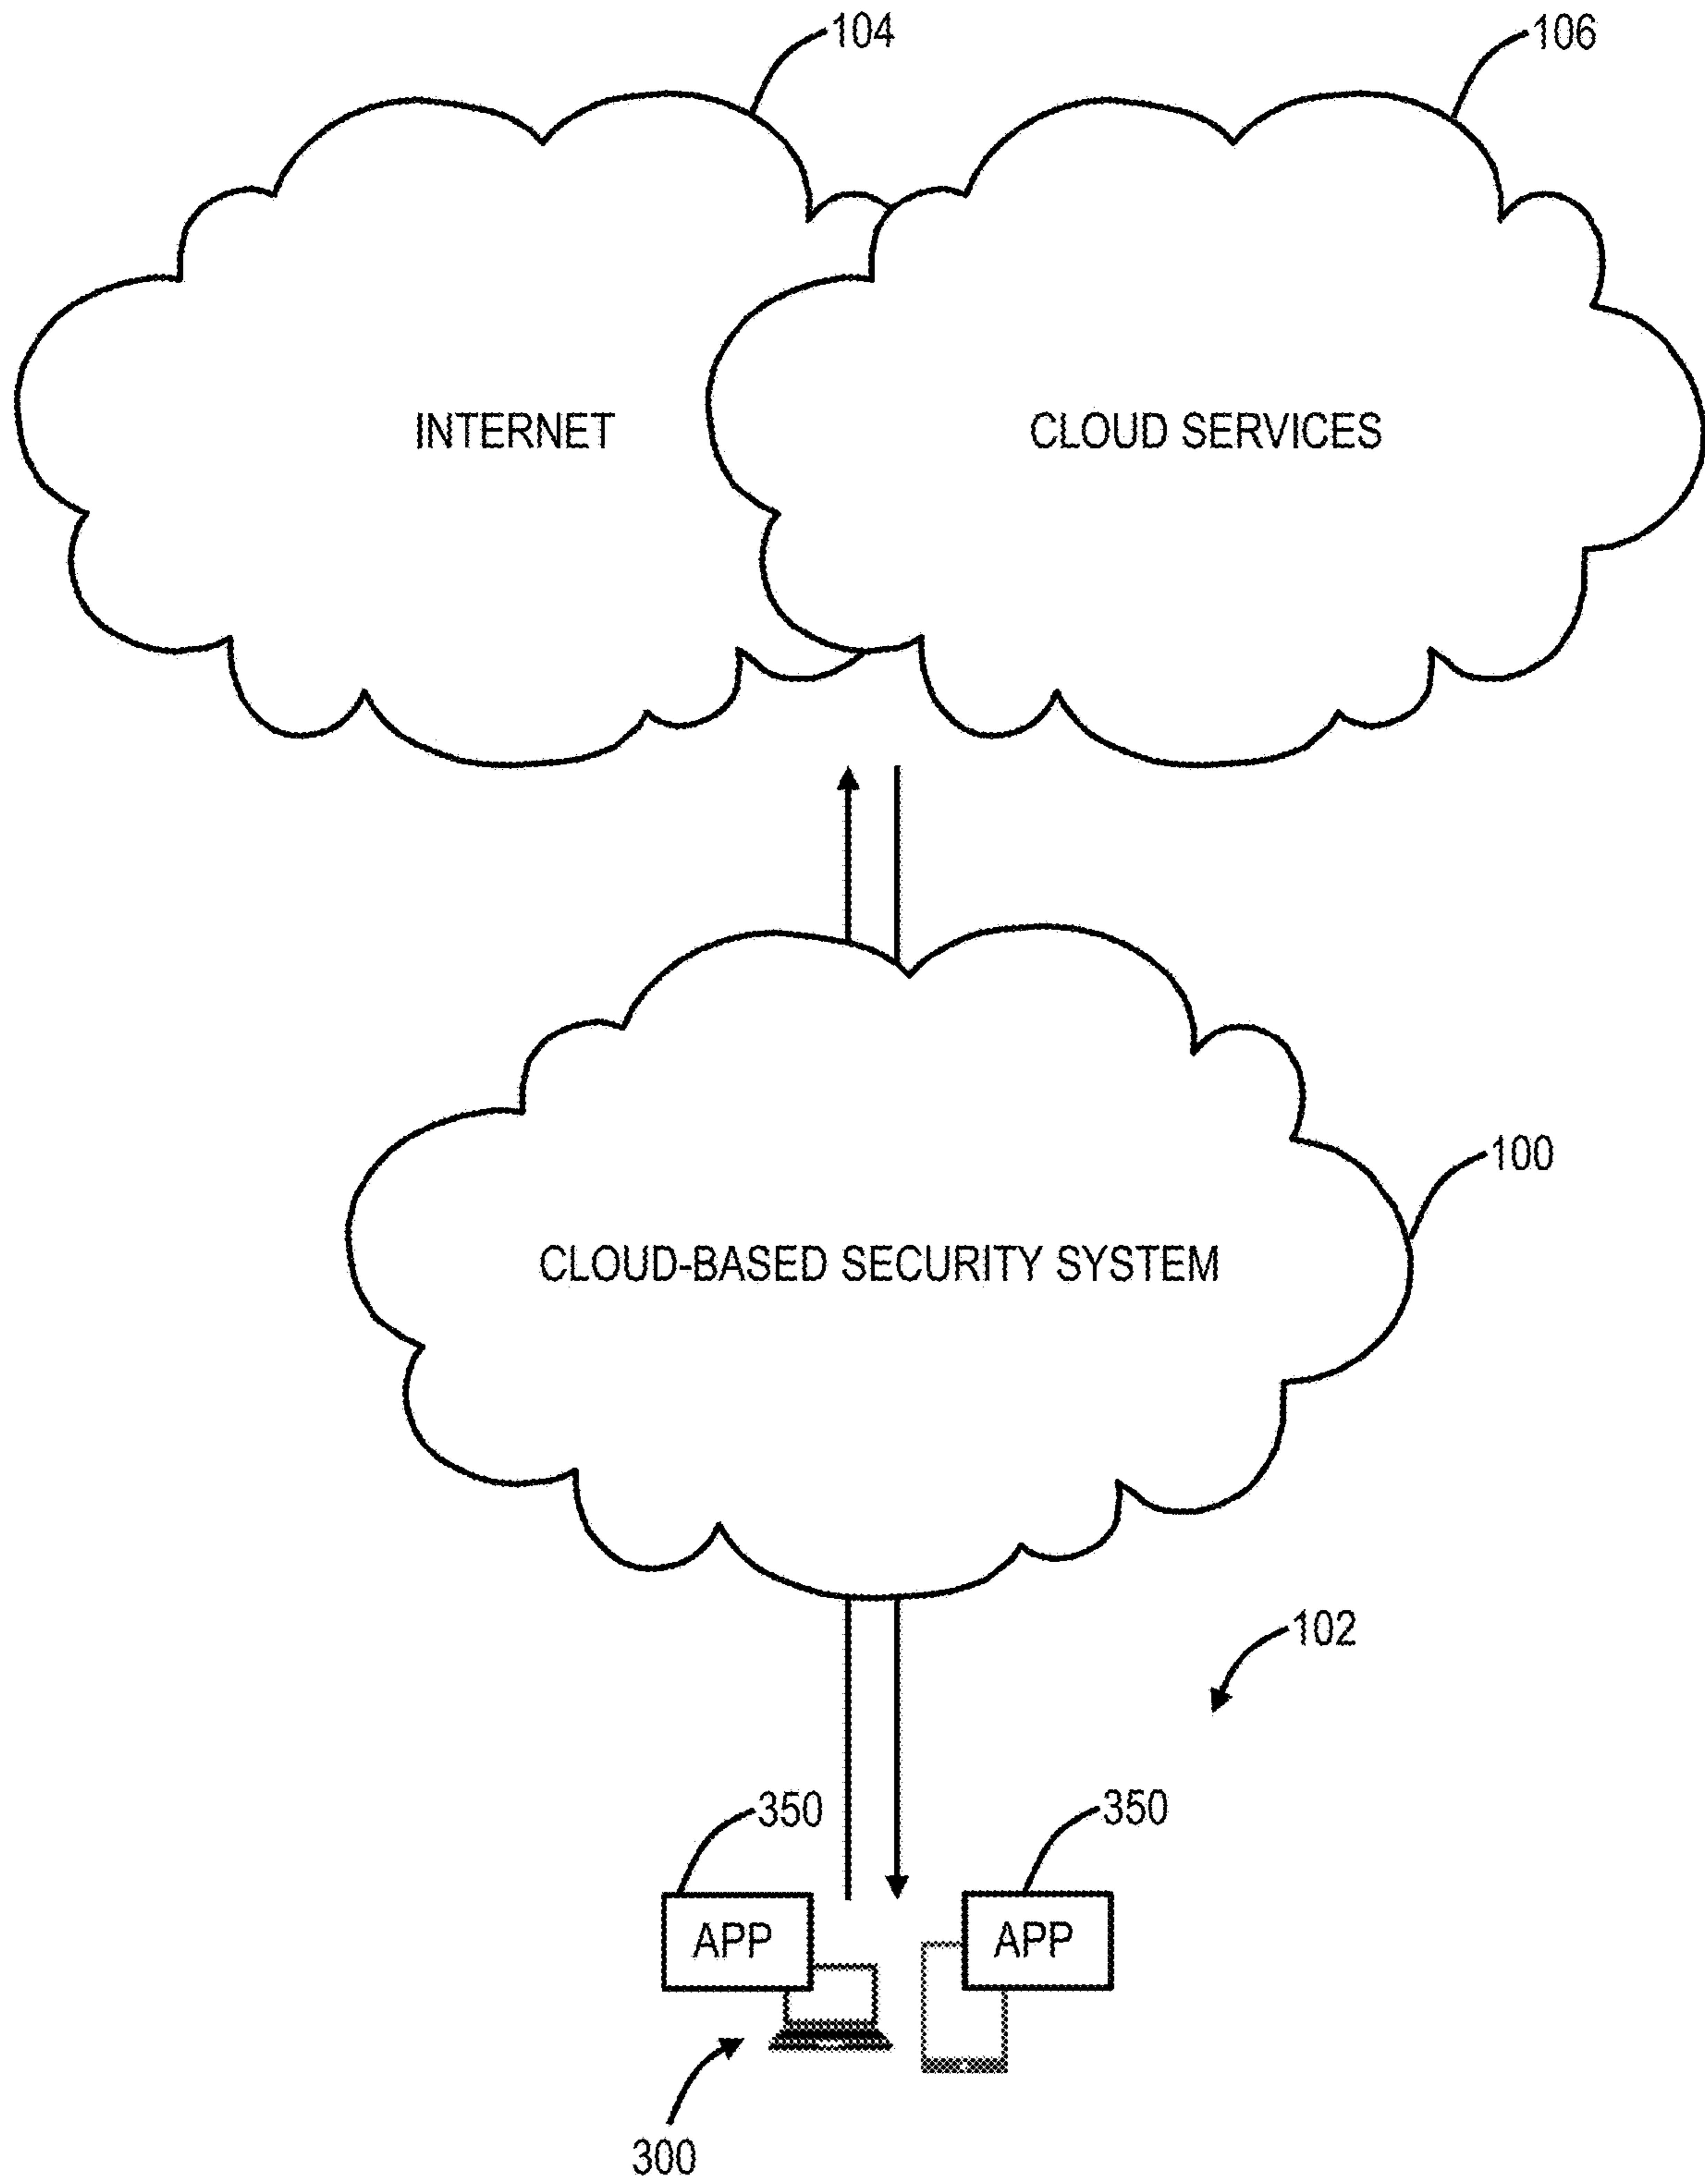 104
106
INTERNET
CLOUD SERVICES
100
CLOUD-BASED SECURITY SYSTEM
102
350
350
APP
APP
300